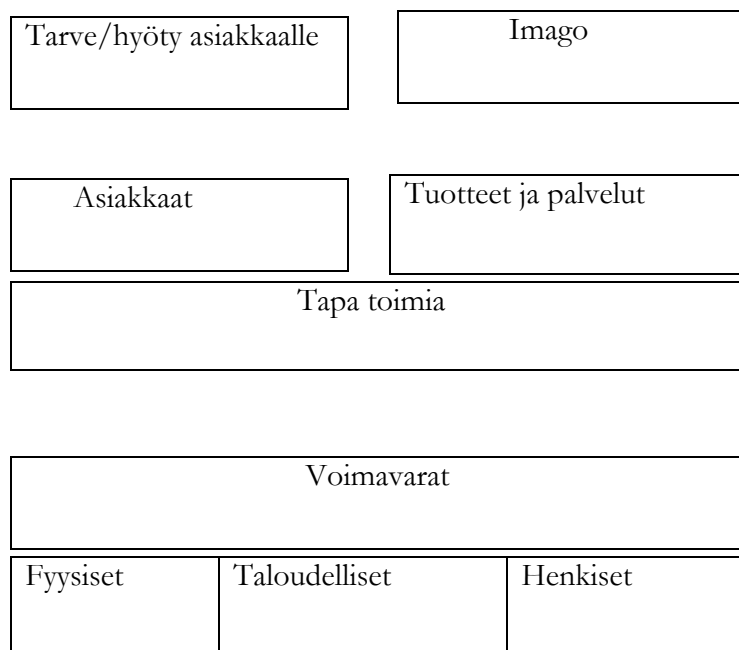 Tarve/hyöty asiakkaalle
Imago
Asiakkaat
Tuotteet ja palvelut
Tapa toimia
Voimavarat
Fyysiset
Taloudelliset
Henkiset